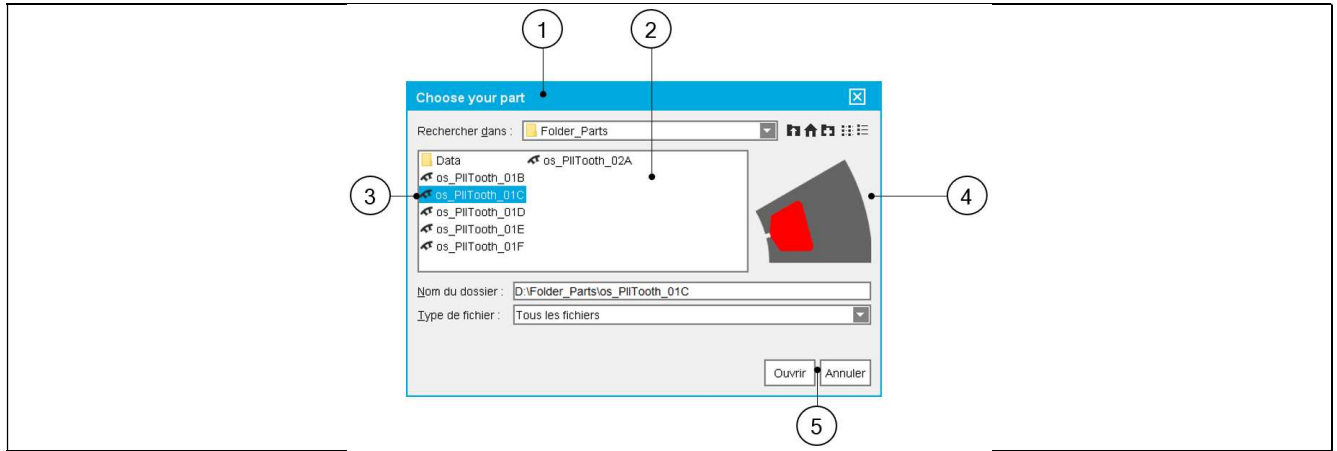 1
2
Choose your part
Rechercher dans :
Folder_Parts
Data
os_PllTooth_02A
os_PllTooth_01B
3
os_PllTooth_01C
4
os_PllTooth_01D
os_PllTooth_01E
os_PllTooth_01F
Nom du dossier :
D:\Folder_Parts\os_PllTooth_01C
Type de fichier :
Tous les fichiers
Ouvrir
Annuler
5